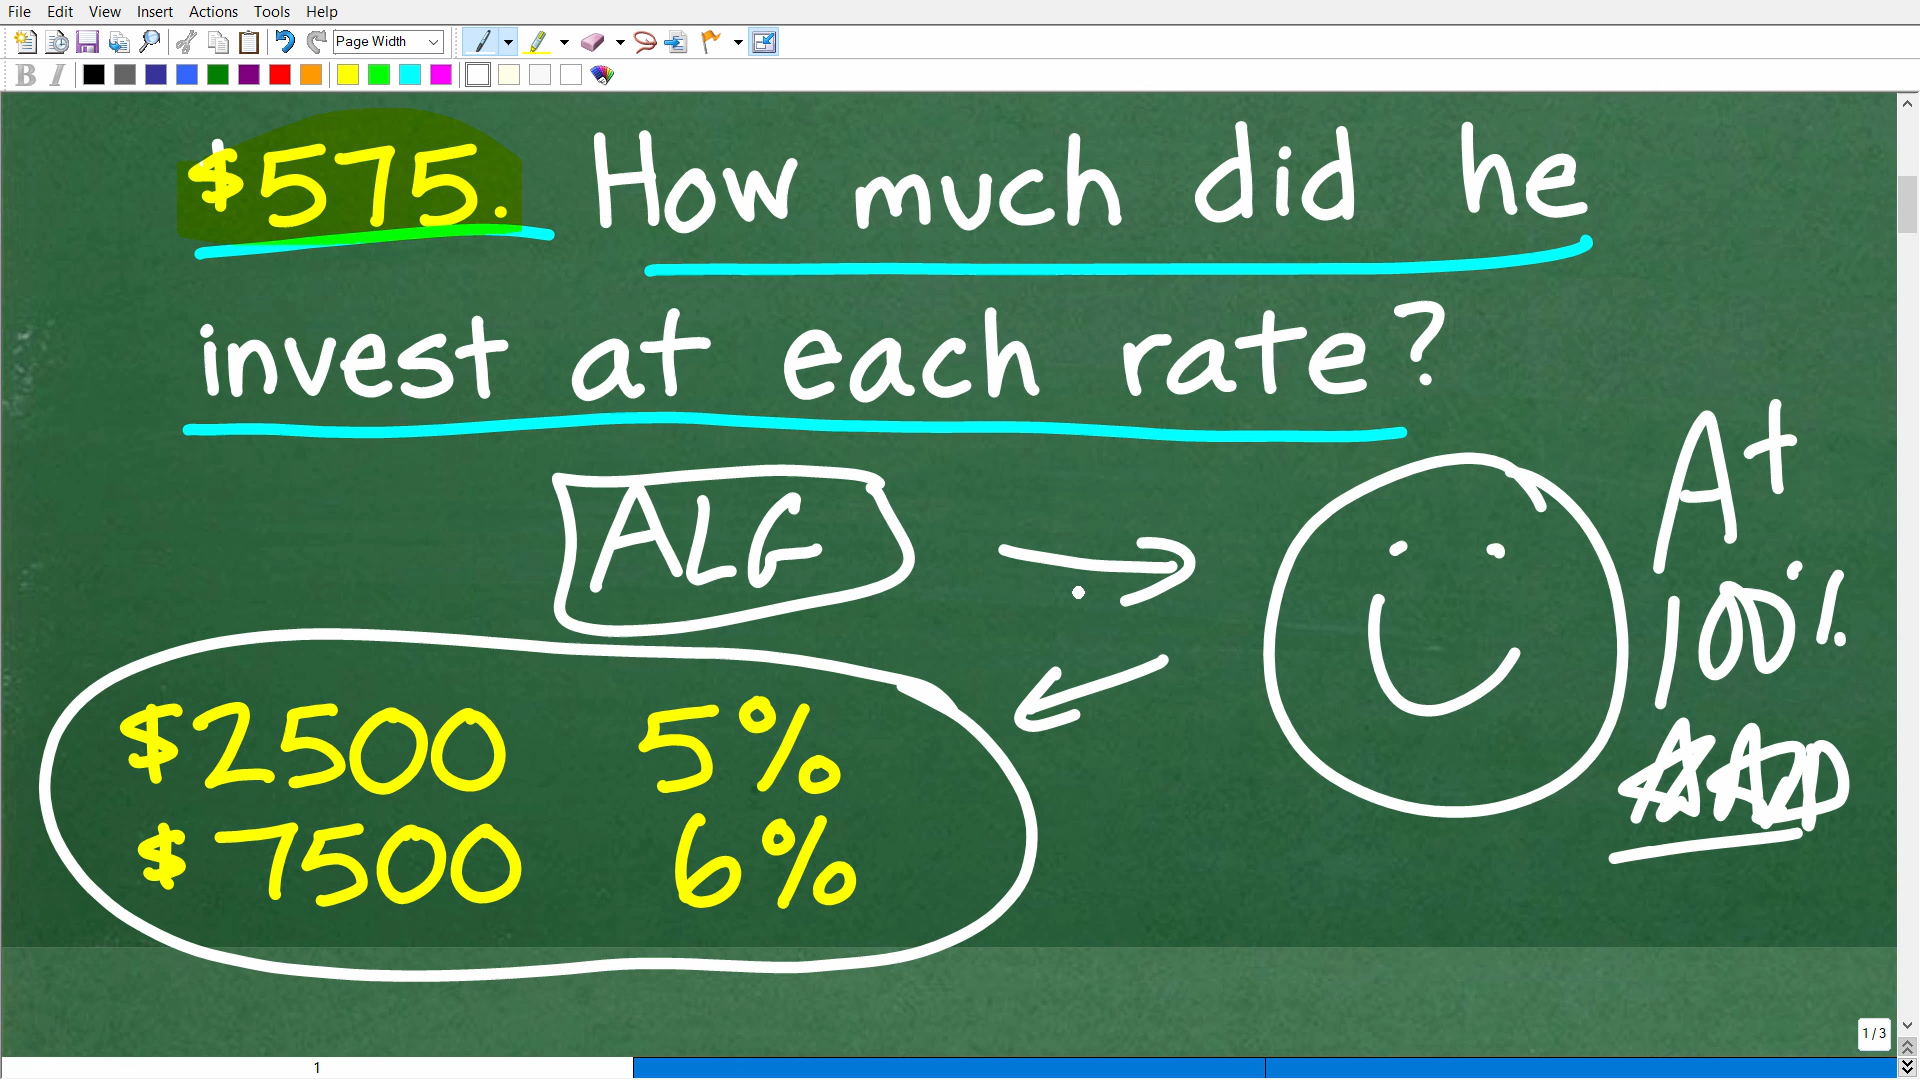 File Edit View Insert Actions Tools Help
Page Width
B I
$575. How much did he
invest at each rate?
ALG
A+
100%
$2500 5%
$7500 6%
1 / 3
1